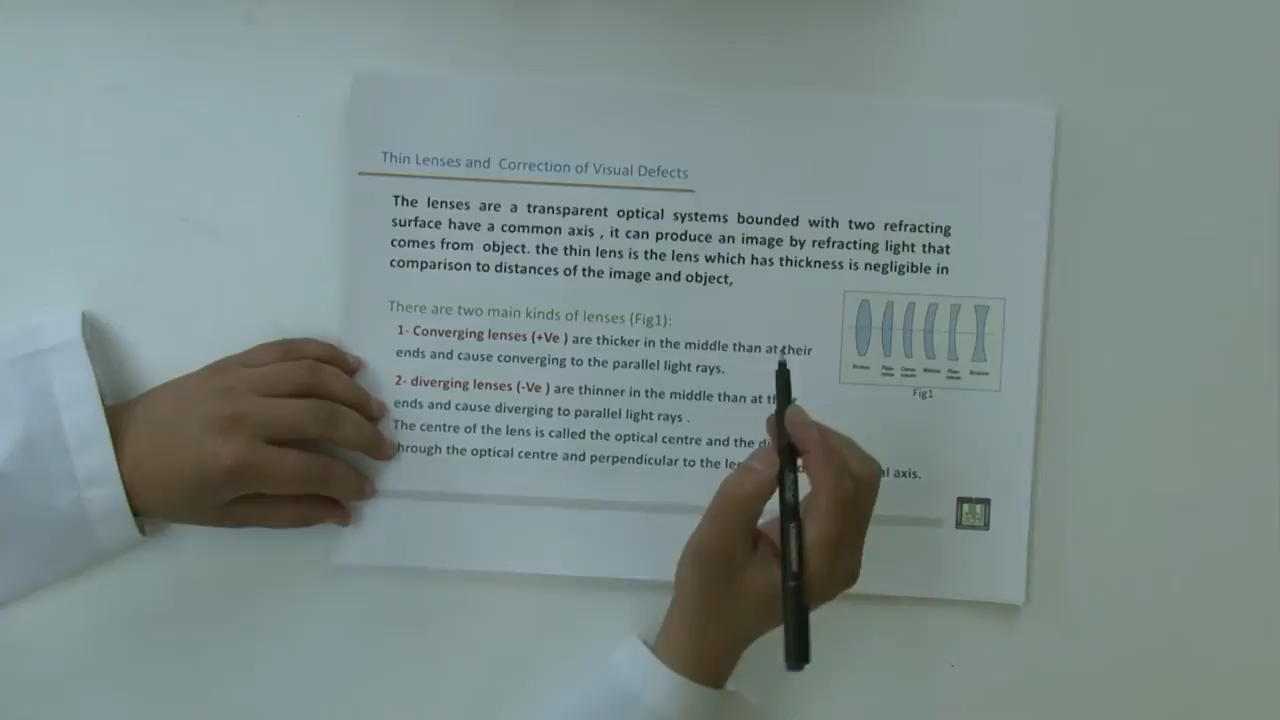 Thin Lenses and Correction of Visual Defects
The lenses are a transparent optical systems bounded with two refracting
surface have a common axis , it can produce an image by refracting light that
comes from object. the thin lens is the lens which has thickness is negligible in
comparison to distances of the image and object,
There are two main kinds of lenses (Fig1):
1- Converging lenses (+Ve ) are thicker in the middle than at their
ends and cause converging to the parallel light rays.
2- diverging lenses (-Ve ) are thinner in the middle than at
ends and cause diverging to parallel light rays .
The centre of the lens is called the optical centre and the
through the optical centre and perpendicular to the axis.
Fig1